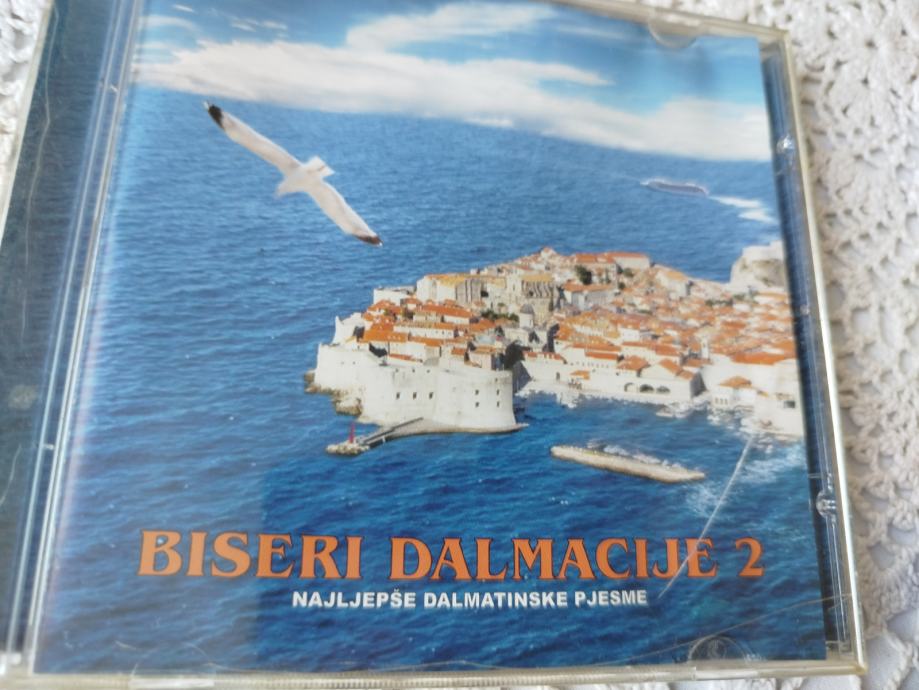 BISERI DALMACIJE 2
NAJLJEPŠE DALMATINSKE PJESME